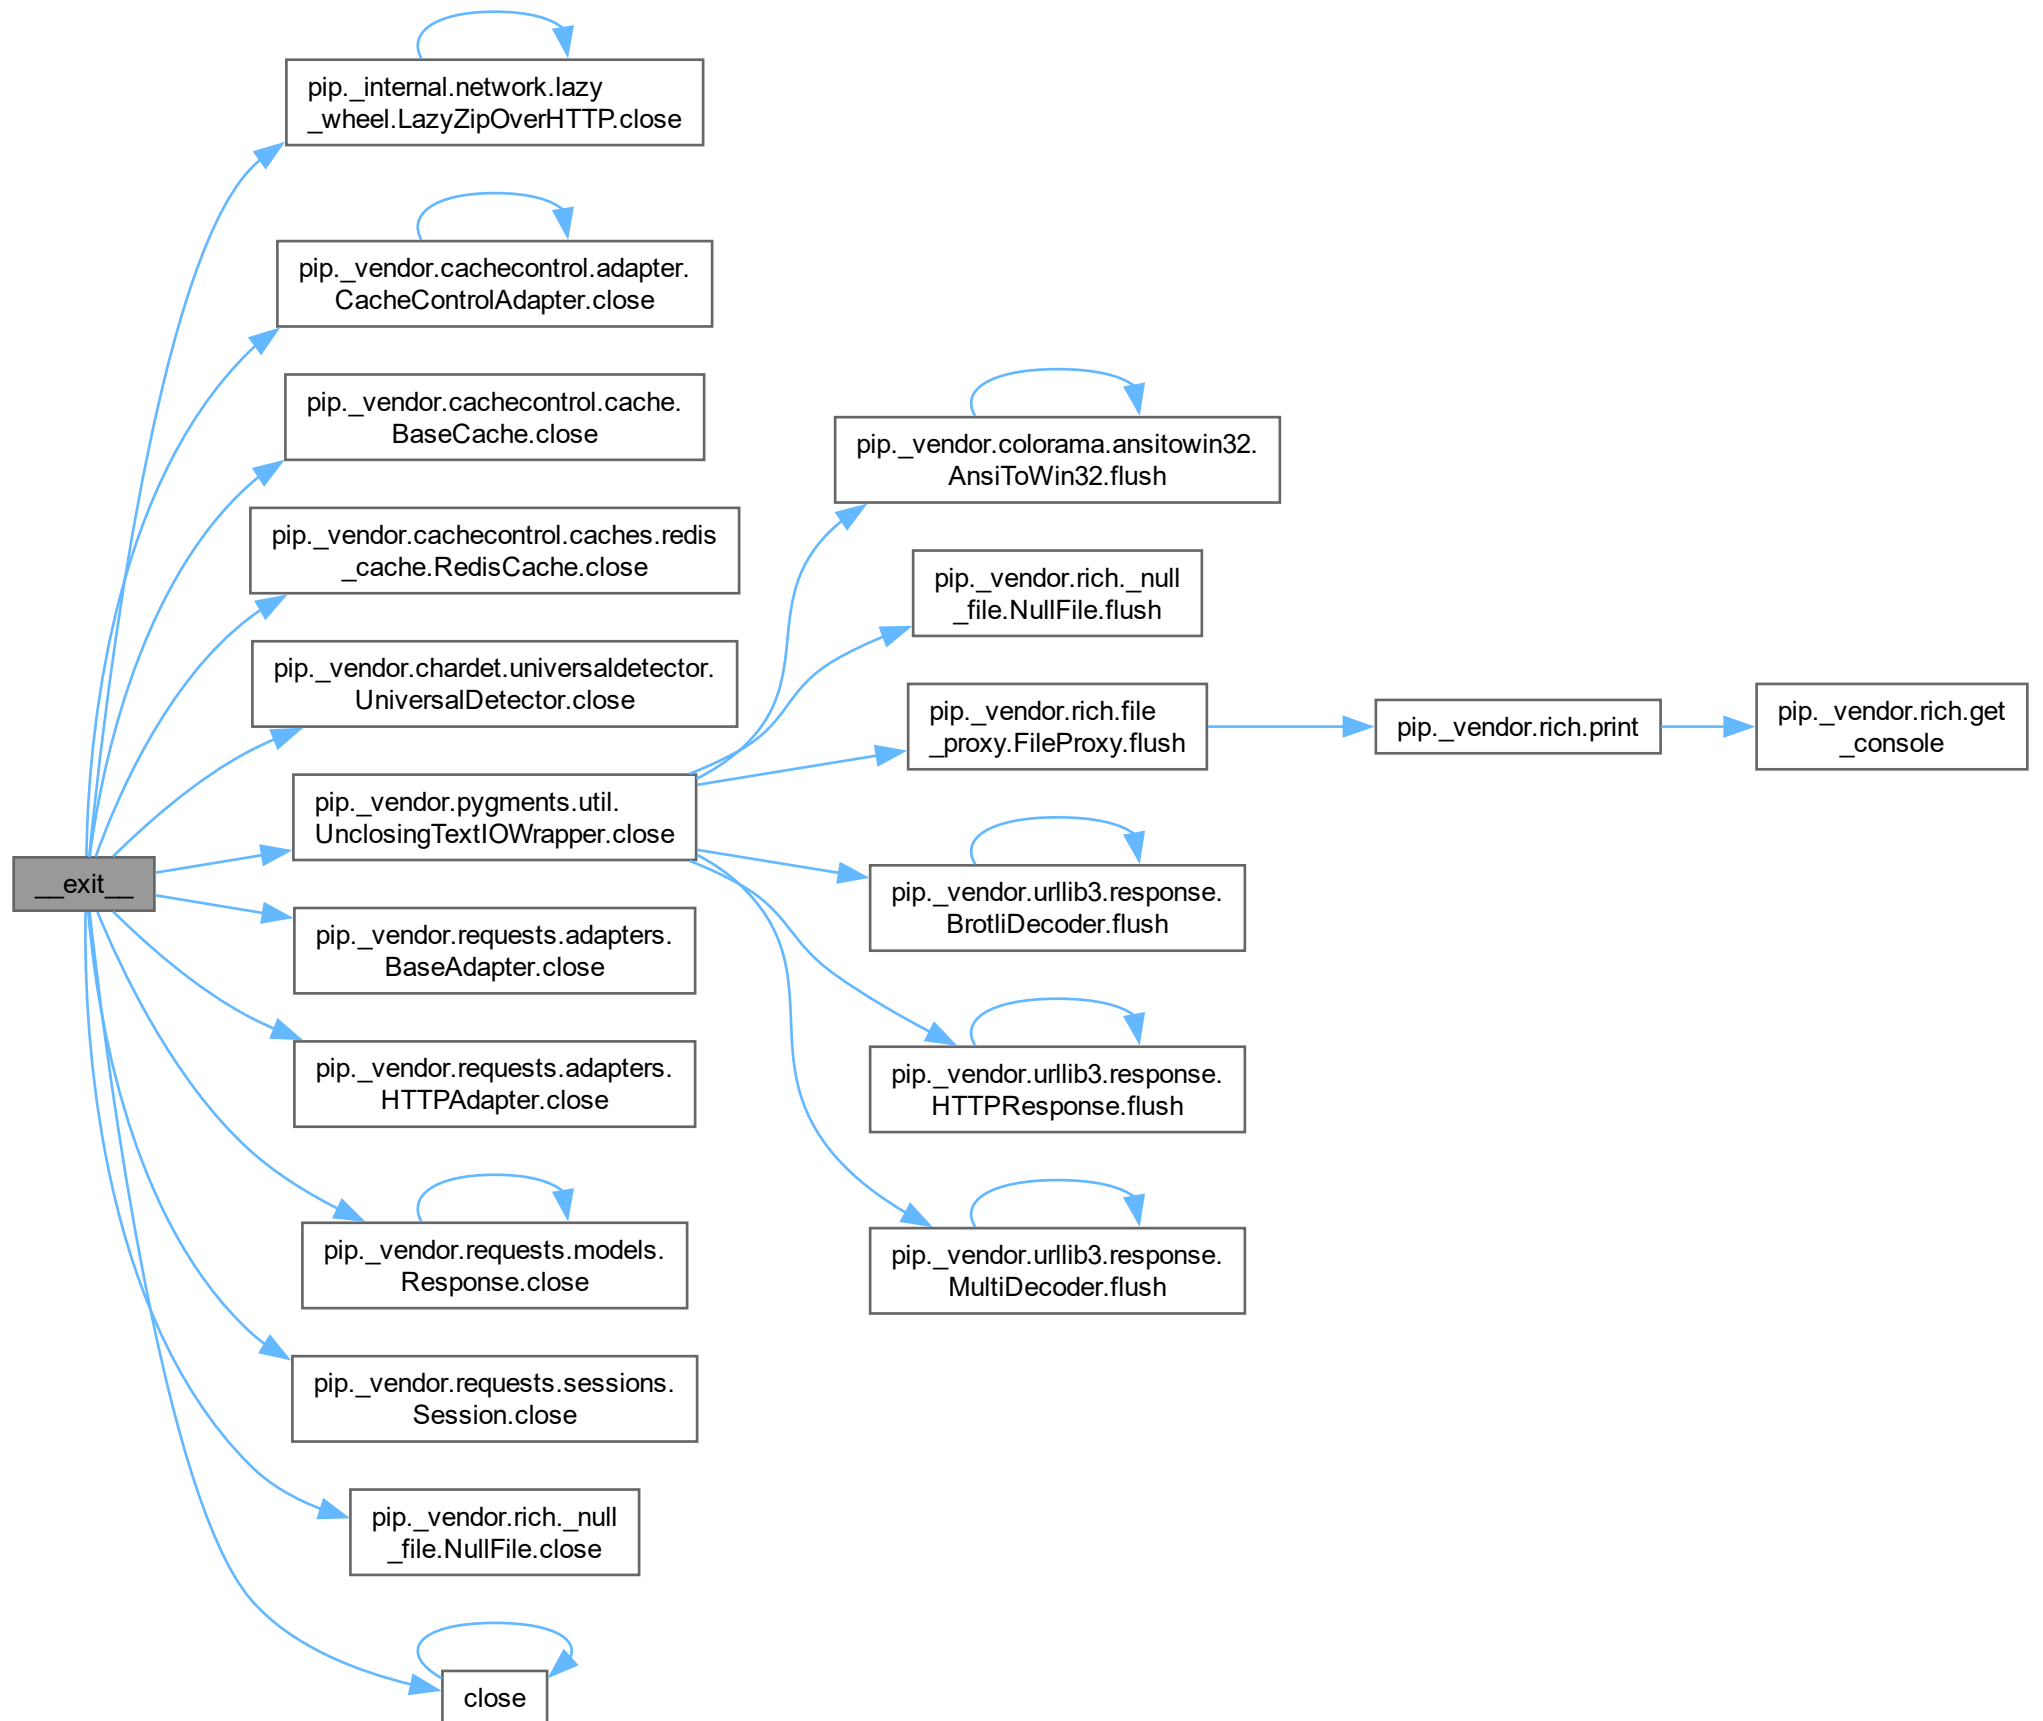 pip._internal.network.lazy
_wheel.LazyZipOverHTTP.close
pip._vendor.cachecontrol.adapter.
CacheControlAdapter.close
pip._vendor.cachecontrol.cache.
BaseCache.close
pip._vendor.cachecontrol.caches.redis
_cache.RedisCache.close
pip._vendor.chardet.universaldetector.
UniversalDetector.close
pip._vendor.pygments.util.
UnclosingTextIOWrapper.close
__exit__
pip._vendor.requests.adapters.
BaseAdapter.close
pip._vendor.requests.adapters.
HTTPAdapter.close
pip._vendor.requests.models.
Response.close
pip._vendor.requests.sessions.
Session.close
pip._vendor.rich._null
_file.NullFile.close
close
pip._vendor.colorama.ansitowin32.
AnsiToWin32.flush
pip._vendor.rich._null
_file.NullFile.flush
pip._vendor.rich.file
_proxy.FileProxy.flush
pip._vendor.urllib3.response.
BrotliDecoder.flush
pip._vendor.urllib3.response.
HTTPResponse.flush
pip._vendor.urllib3.response.
MultiDecoder.flush
pip._vendor.rich.print
pip._vendor.rich.get
_console